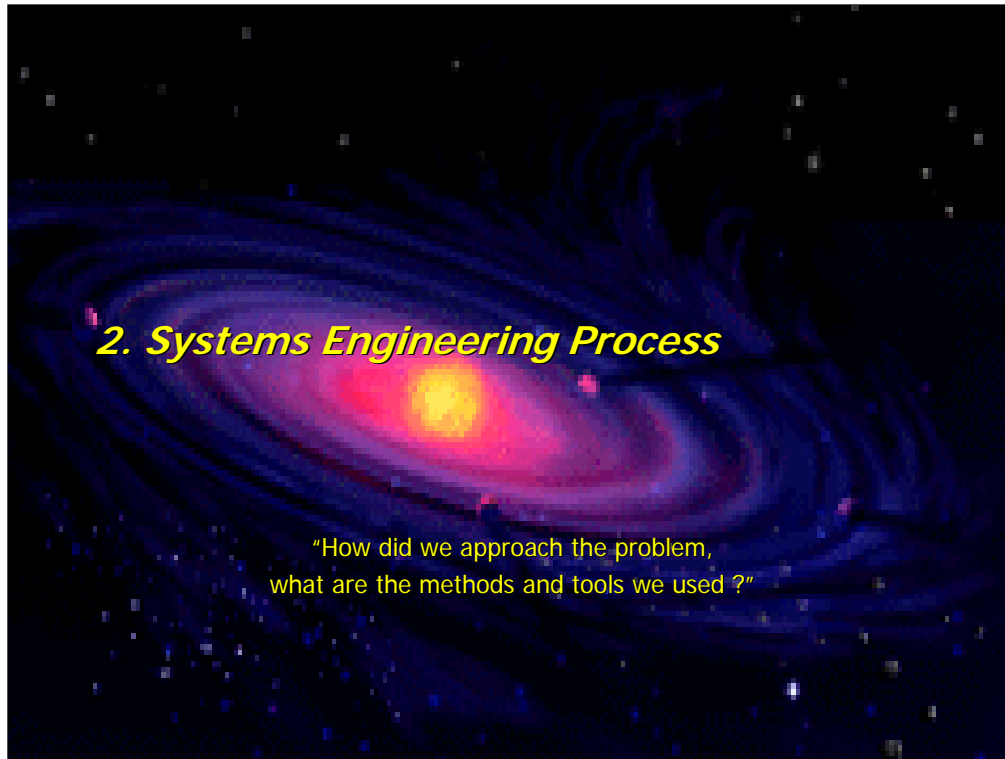 2. Systems Engineering Process
“How did we approach the problem,
what are the methods and tools we used ?”